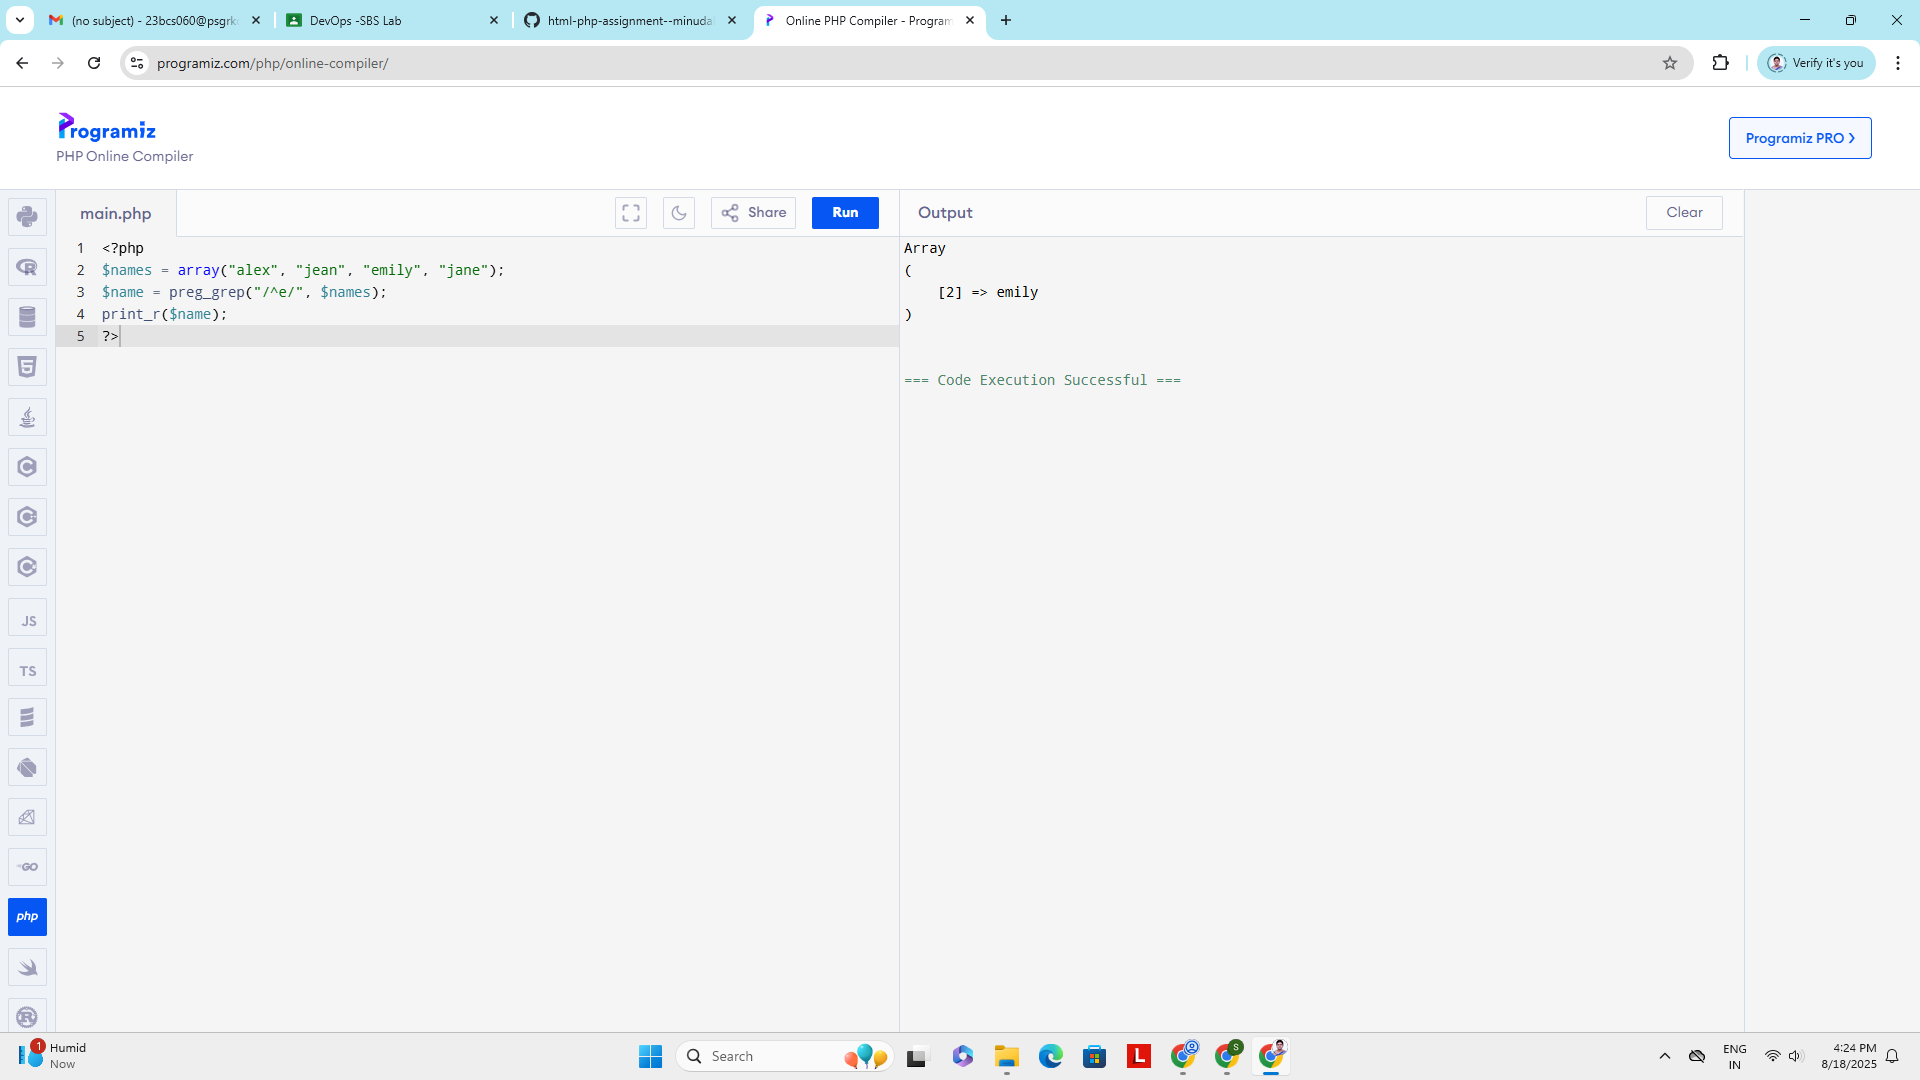 (no subject) - 23bcs060@psgrk
DevOps -SBS Lab
html-php-assignment--minuda
Online PHP Compiler - Program
programiz.com/php/online-compiler/
Verify it's you
Programiz
PHP Online Compiler
Programiz PRO
main.php
Share
Run
Output
Clear
1 <?php
2 $names = array("alex", "jean", "emily", "jane");
3 $name = preg_grep("/^e/", $names);
4 print_r($name);
5 ?>
Array
(
[2] => emily
)
=== Code Execution Successful ===
JS
TS
GO
php
1
Humid
Now
Search
L
S
ENG
IN
4:24 PM
8/18/2025